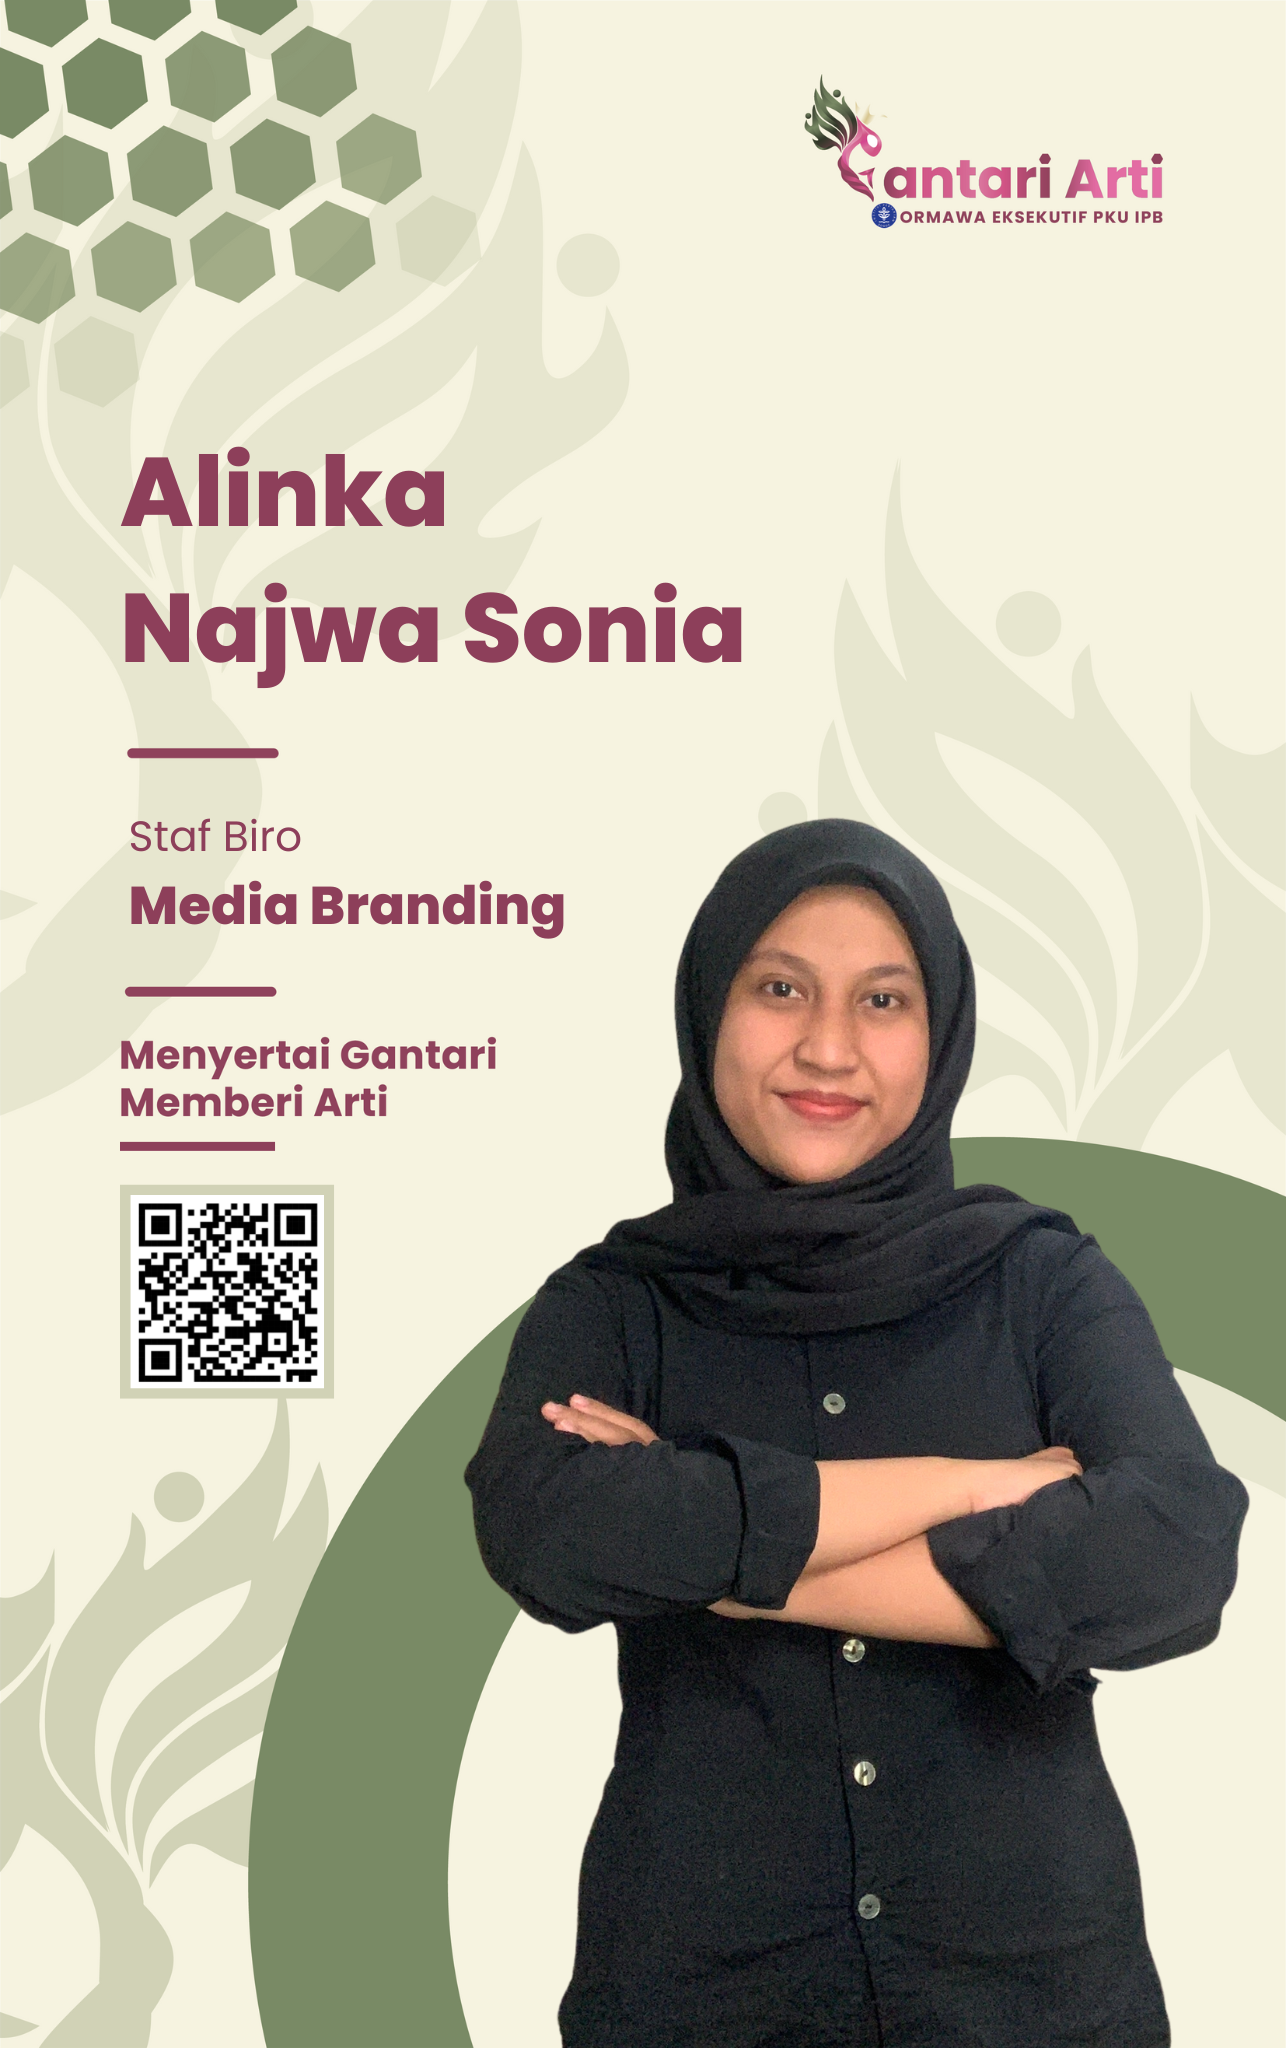 Gantari Arti
ORMAWA EKSEKUTIF PKU IPB
Alinka
Najwa Sonia
Staf Biro
Media Branding
Menyertai Gantari
Memberi Arti